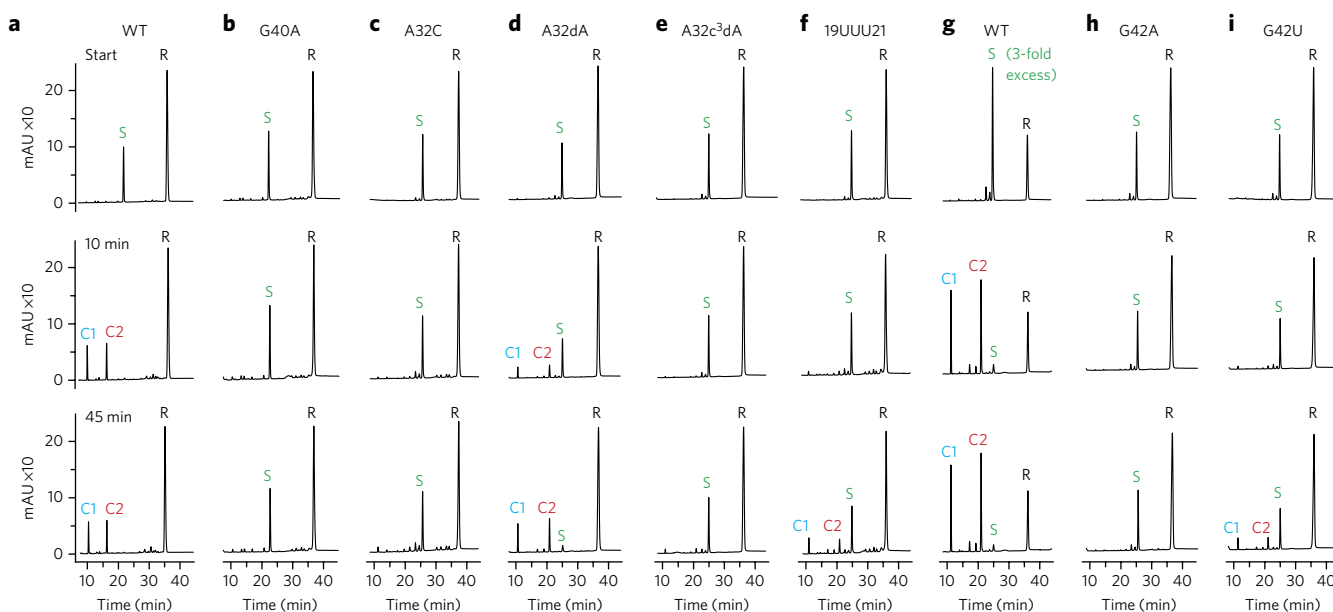 a b c d e f g h i
WT G40A A32C A32dA A32c³dA 19UUU21 WT G42A G42U
Start R R R R R R S (3-fold excess) R R
20 S S S S S S R S S
10
0
mAU ×10
10 min R R R R R R C1 C2 R R R
20 C1 C2 S S C1 C2 S S S S S S
10
0
mAU ×10
45 min R R R R R R C1 C2 R R R
20 C1 C2 S S C1 C2 S S C1 C2 S S S C1 C2 S
10
0
mAU ×10
10 20 30 40 10 20 30 40 10 20 30 40 10 20 30 40 10 20 30 40 10 20 30 40 10 20 30 40 10 20 30 40 10 20 30 40
Time (min) Time (min) Time (min) Time (min) Time (min) Time (min) Time (min) Time (min) Time (min)